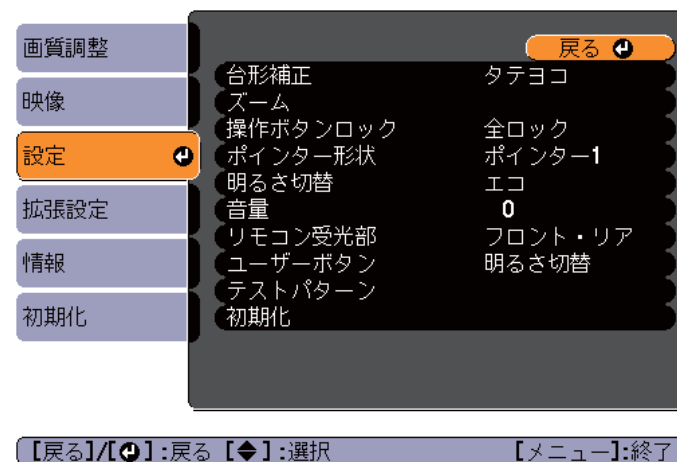 画質調整
映像
設定
拡張設定
情報
初期化
戻る
台形補正 タテヨコ
ズーム
操作ボタンロック 全ロック
ポインター形状 ポインター1
明るさ切替 エコ
音量 0
リモコン受光部 フロント・リア
ユーザーボタン 明るさ切替
テストパターン
初期化
【戻る】/【】:戻る 【◆】:選択 【メニュー】:終了